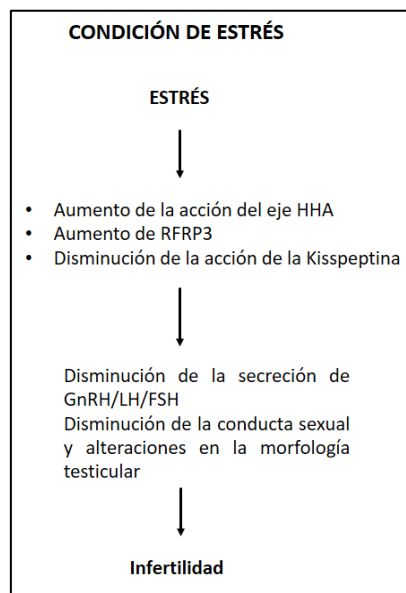 CONDICIÓN DE ESTRÉS
ESTRÉS
• Aumento de la acción del eje HHA
• Aumento de RFRP3
• Disminución de la acción de la Kisspeptina
Disminución de la secreción de
GnRH/LH/FSH
Disminución de la conducta sexual
y alteraciones en la morfología
testicular
Infertilidad